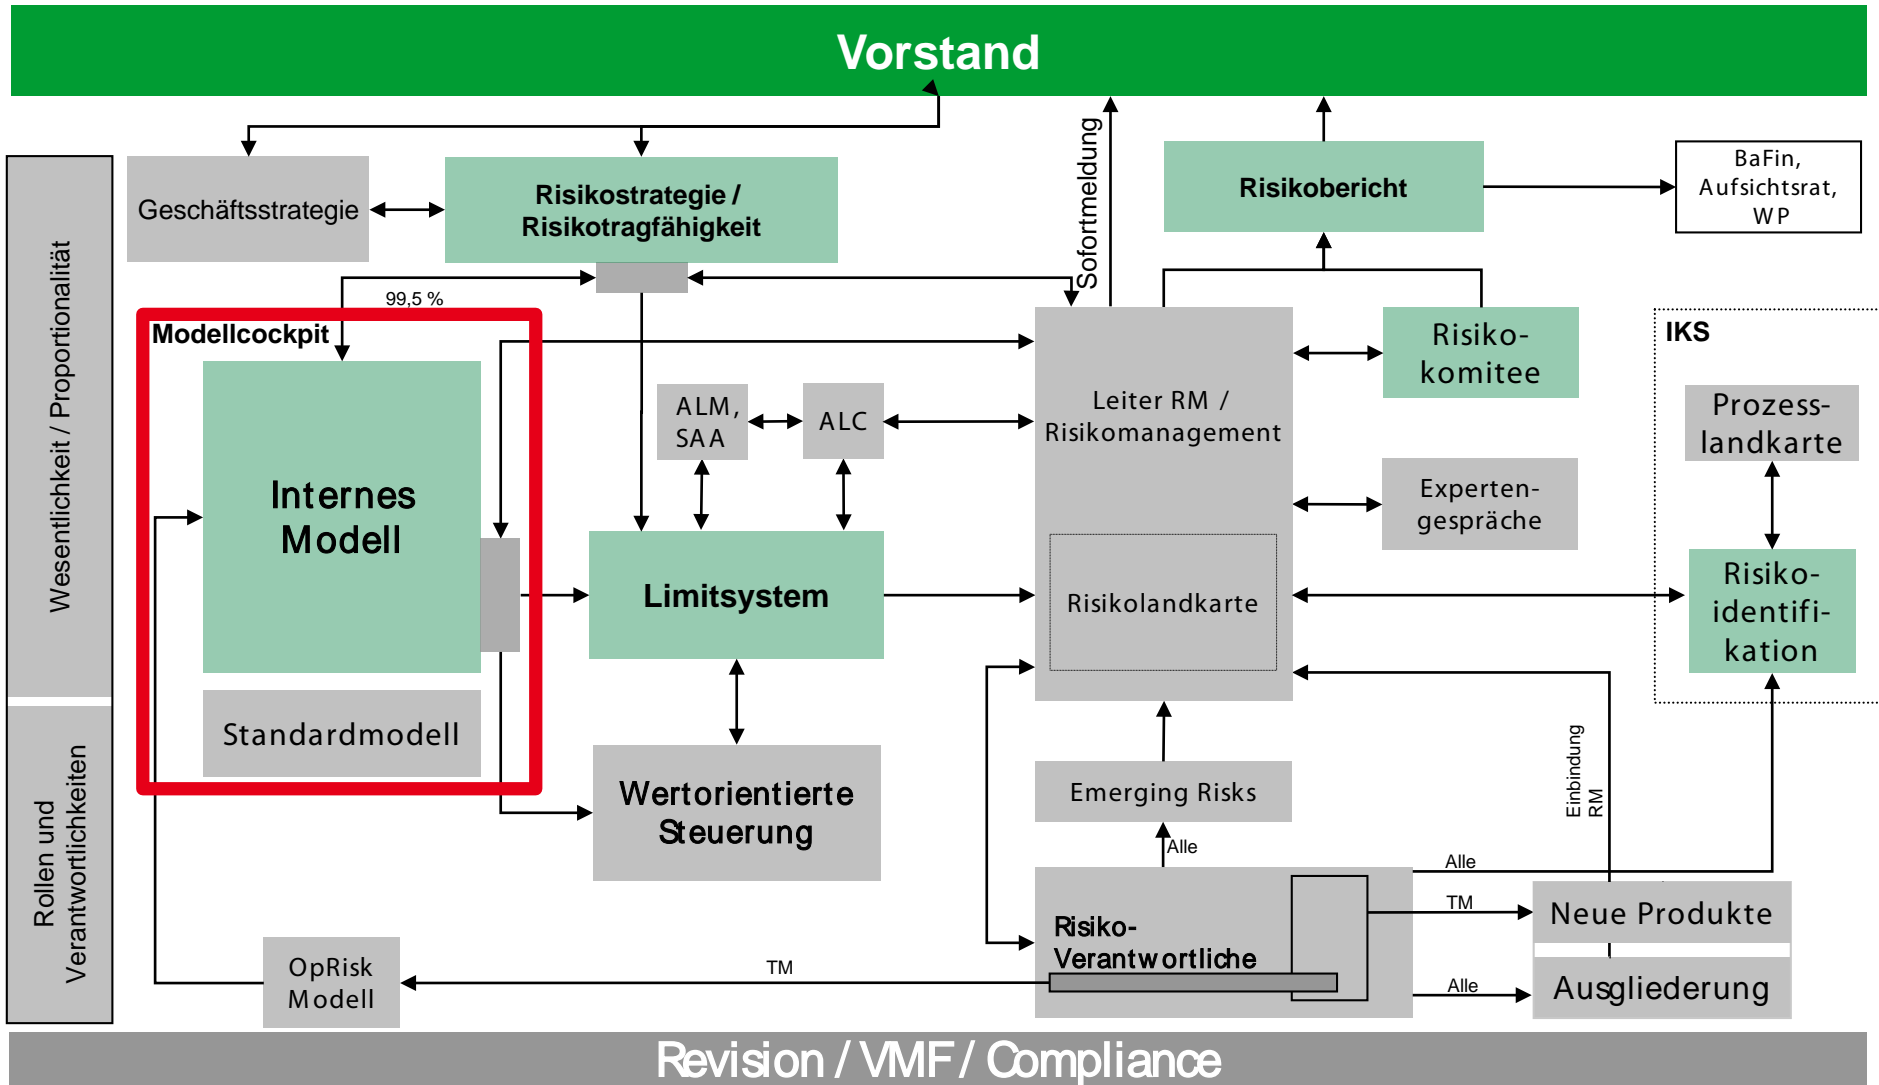 Vorstand
Wesentlichkeit / Proportionalität
Rollen und
Verantwortlichkeiten
Geschäftsstrategie
Risikostrategie /
Risikotragfähigkeit
Sofortmeldung
Risikobericht
BaFin,
Aufsichtsrat,
WP
99,5 %
Modellcockpit
Internes
Modell
Standardmodell
ALM,
SAA
ALC
Limitsystem
Wertorientierte
Steuerung
Leiter RM /
Risikomanagement
Risikolandkarte
Risiko-
komitee
Experten-
gespräche
IKS
Prozess-
landkarte
Risiko-
identifi-
kation
Emerging Risks
Alle
Einbindung
RM
Risiko-
Verantwortliche
Alle
TM
Alle
Neue Produkte
Ausgliederung
TM
OpRisk
Modell
Revision / VMF / Compliance